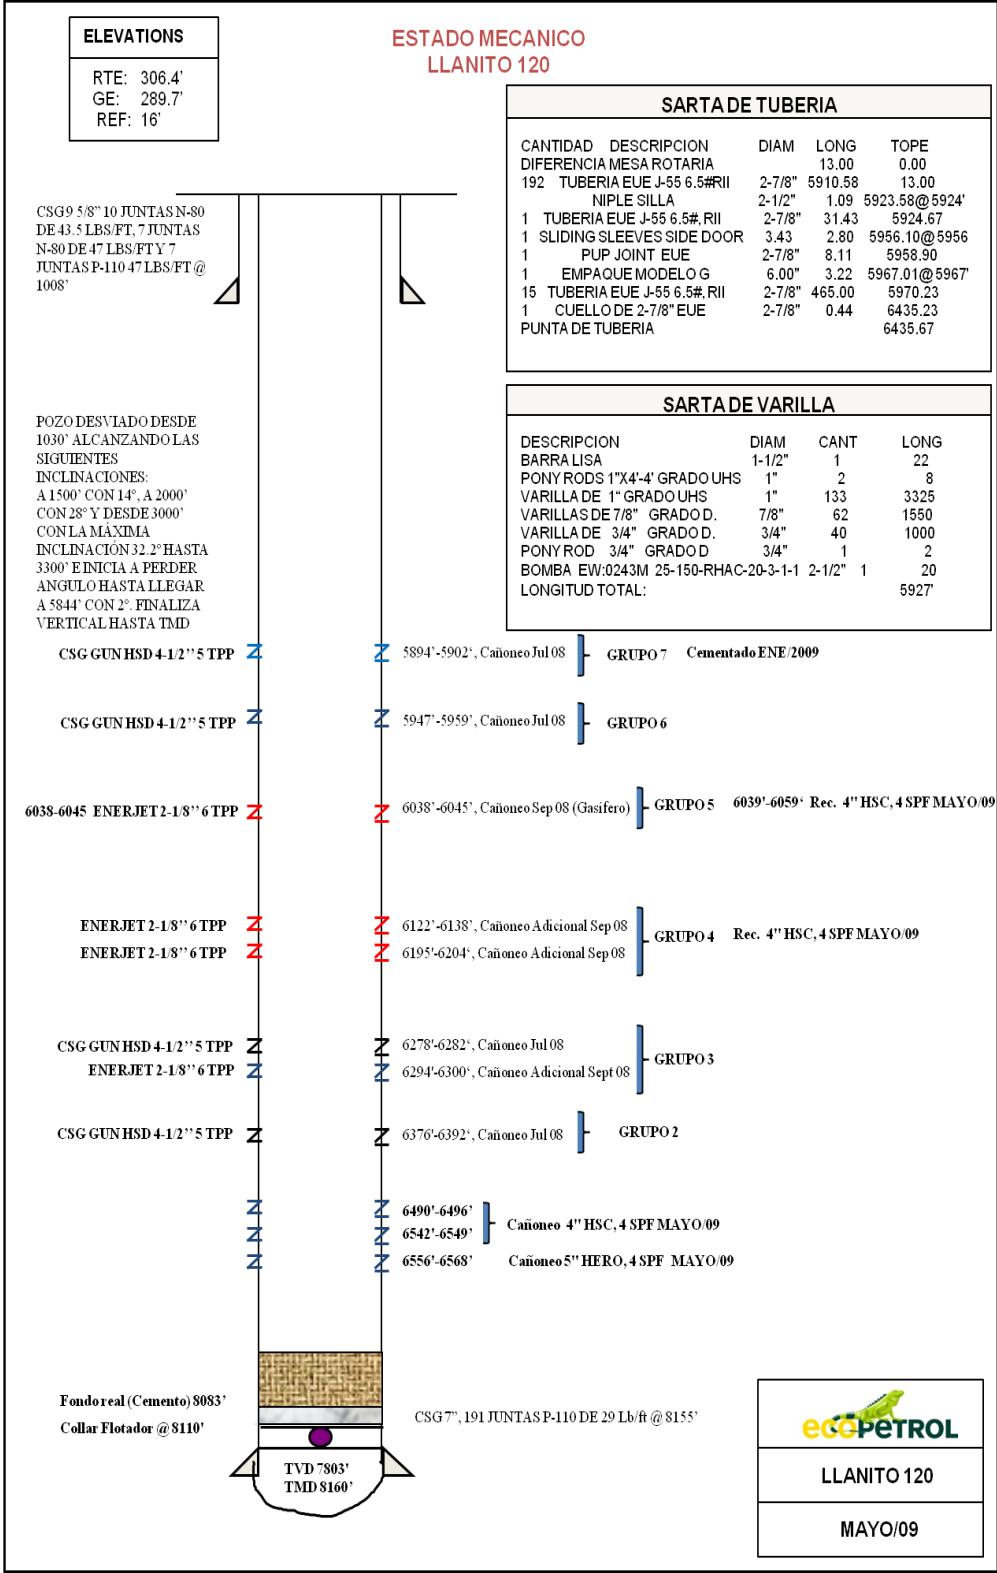 ELEVATIONS
RTE: 306.4'
GE: 289.7'
REF: 16'
ESTADO MECANICO
LLANITO 120
SARTA DE TUBERIA
CANTIDAD DESCRIPCION DIAM LONG TOPE
DIFERENCIA MESA ROTARIA 13.00 0.00
192 TUBERIA EUE J-55 6.5#RII 2-7/8" 5910.58 13.00
NIPLE SILLA 2-1/2" 1.09 5923.58@5924'
1 TUBERIA EUE J-55 6.5#, RII 2-7/8" 31.43 5924.67
1 SLIDING SLEEVES SIDE DOOR 3.43 2.80 5956.10@5956
1 PUP JOINT EUE 2-7/8" 8.11 5958.90
1 EMPAQUE MODELO G 6.00" 3.22 5967.01@5967'
15 TUBERIA EUE J-55 6.5#, RII 2-7/8" 465.00 5970.23
1 CUELLO DE 2-7/8" EUE 2-7/8" 0.44 6435.23
PUNTA DE TUBERIA 6435.67
CSG 9 5/8" 10 JUNTAS N-80
DE 43.5 LBS/FT, 7 JUNTAS
N-80 DE 47 LBS/FT Y 7
JUNTAS P-110 47 LBS/FT @
1008'
SARTA DE VARILLA
DESCRIPCION DIAM CANT LONG
BARRA LISA 1-1/2" 1 22
PONY RODS 1"X4'-4' GRADO UHS 1" 2 8
VARILLA DE 1" GRADO UHS 1" 133 3325
VARILLAS DE 7/8" GRADO D. 7/8" 62 1550
VARILLA DE 3/4" GRADO D. 3/4" 40 1000
PONY ROD 3/4" GRADO D 3/4" 1 2
BOMBA EW:0243M 25-150-RHAC-20-3-1-1 2-1/2" 1 20
LONGITUD TOTAL: 5927'
POZO DESVIADO DESDE
1030' ALCANZANDO LAS
SIGUIENTES
INCLINACIONES:
A 1500' CON 14º, A 2000'
CON 28º Y DESDE 3000'
CON LA MÁXIMA
INCLINACIÓN 32.2º HASTA
3300' E INICIA A PERDER
ANGULO HASTA LLEGAR
A 5844' CON 2º. FINALIZA
VERTICAL HASTA TMD
CSG GUN HSD 4-1/2'' 5 TPP 5894'-5902', Cañoneo Jul 08 GRUPO 7 Cementado ENE/2009
CSG GUN HSD 4-1/2'' 5 TPP 5947'-5959', Cañoneo Jul 08 GRUPO 6
6038-6045 ENERJET 2-1/8'' 6 TPP 6038'-6045', Cañoneo Sep 08 (Gasifero) GRUPO 5 6039'-6059' Rec. 4" HSC, 4 SPF MAYO/09
ENERJET 2-1/8'' 6 TPP 6122'-6138', Cañoneo Adicional Sep 08
GRUPO 4 Rec. 4" HSC, 4 SPF MAYO/09
ENERJET 2-1/8'' 6 TPP 6195'-6204', Cañoneo Adicional Sep 08
CSG GUN HSD 4-1/2'' 5 TPP 6278'-6282', Cañoneo Jul 08
GRUPO 3
ENERJET 2-1/8'' 6 TPP 6294'-6300', Cañoneo Adicional Sept 08
CSG GUN HSD 4-1/2'' 5 TPP 6376'-6392', Cañoneo Jul 08 GRUPO 2
6490'-6496'
Cañoneo 4" HSC, 4 SPF MAYO/09
6542'-6549'
6556'-6568' Cañoneo 5" HERO, 4 SPF MAYO/09
Fondo real (Cemento) 8083'
Collar Flotador @ 8110'
CSG 7", 191 JUNTAS P-110 DE 29 Lb/ft @ 8155'
TVD 7803'
TMD 8160'
ecopetrol
LLANITO 120
MAYO/09